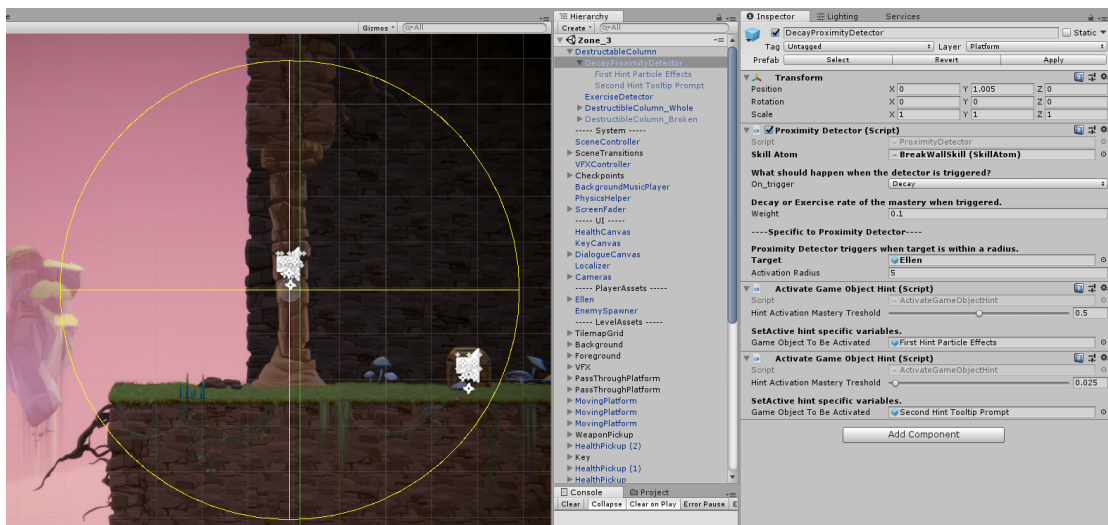 Gizmos
All
Hierarchy
Create
All
Zone_3
DestructableColumn
DecayProximityDetector
First Hint Particle Effects
Second Hint Tooltip Prompt
ExerciseDetector
DestructibleColumn_Whole
DestructibleColumn_Broken
----- System -----
SceneController
SceneTransitions
VFXController
Checkpoints
BackgroundMusicPlayer
PhysicsHelper
ScreenFader
----- UI -----
HealthCanvas
KeyCanvas
DialogueCanvas
Localizer
Cameras
----- PlayerAssets -----
Ellen
EnemySpawner
----- LevelAssets -----
TilemapGrid
Background
Foreground
VFX
PassThroughPlatform
PassThroughPlatform
MovingPlatform
MovingPlatform
MovingPlatform
WeaponPickup
HealthPickup (2)
Key
HealthPickup (1)
HealthPickup
Console Project
Clear Collapse Clear on Play Error Pause E
Inspector Lighting Services
DecayProximityDetector Static
Tag Untagged Layer Platform
Prefab Select Revert Apply
Transform
Position X 0 Y 1.005 Z 0
Rotation X 0 Y 0 Z 0
Scale X 1 Y 1 Z 1
Proximity Detector (Script)
Script ProximityDetector
Skill Atom BreakWallSkill (SkillAtom)
What should happen when the detector is triggered?
On_trigger Decay
Decay or Exercise rate of the mastery when triggered.
Weight 0.1
----Specific to Proximity Detector----
Proximity Detector triggers when target is within a radius.
Target Ellen
Activation Radius 5
Activate Game Object Hint (Script)
Script ActivateGameObjectHint
Hint Activation Mastery Treshold 0.5
SetActive hint specific variables.
Game Object To Be Activated First Hint Particle Effects
Activate Game Object Hint (Script)
Script ActivateGameObjectHint
Hint Activation Mastery Treshold 0.025
SetActive hint specific variables.
Game Object To Be Activated Second Hint Tooltip Prompt
Add Component